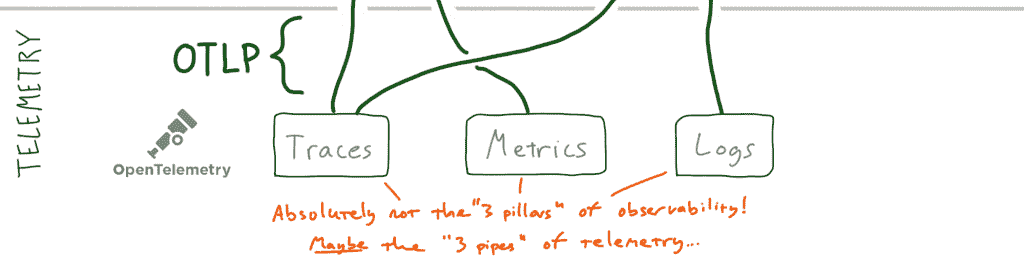 TELEMETRY
OTLP
OpenTelemetry
Traces
Metrics
Logs
Absolutely not the "3 pillars" of observability!
Maybe the "3 pipes" of telemetry...